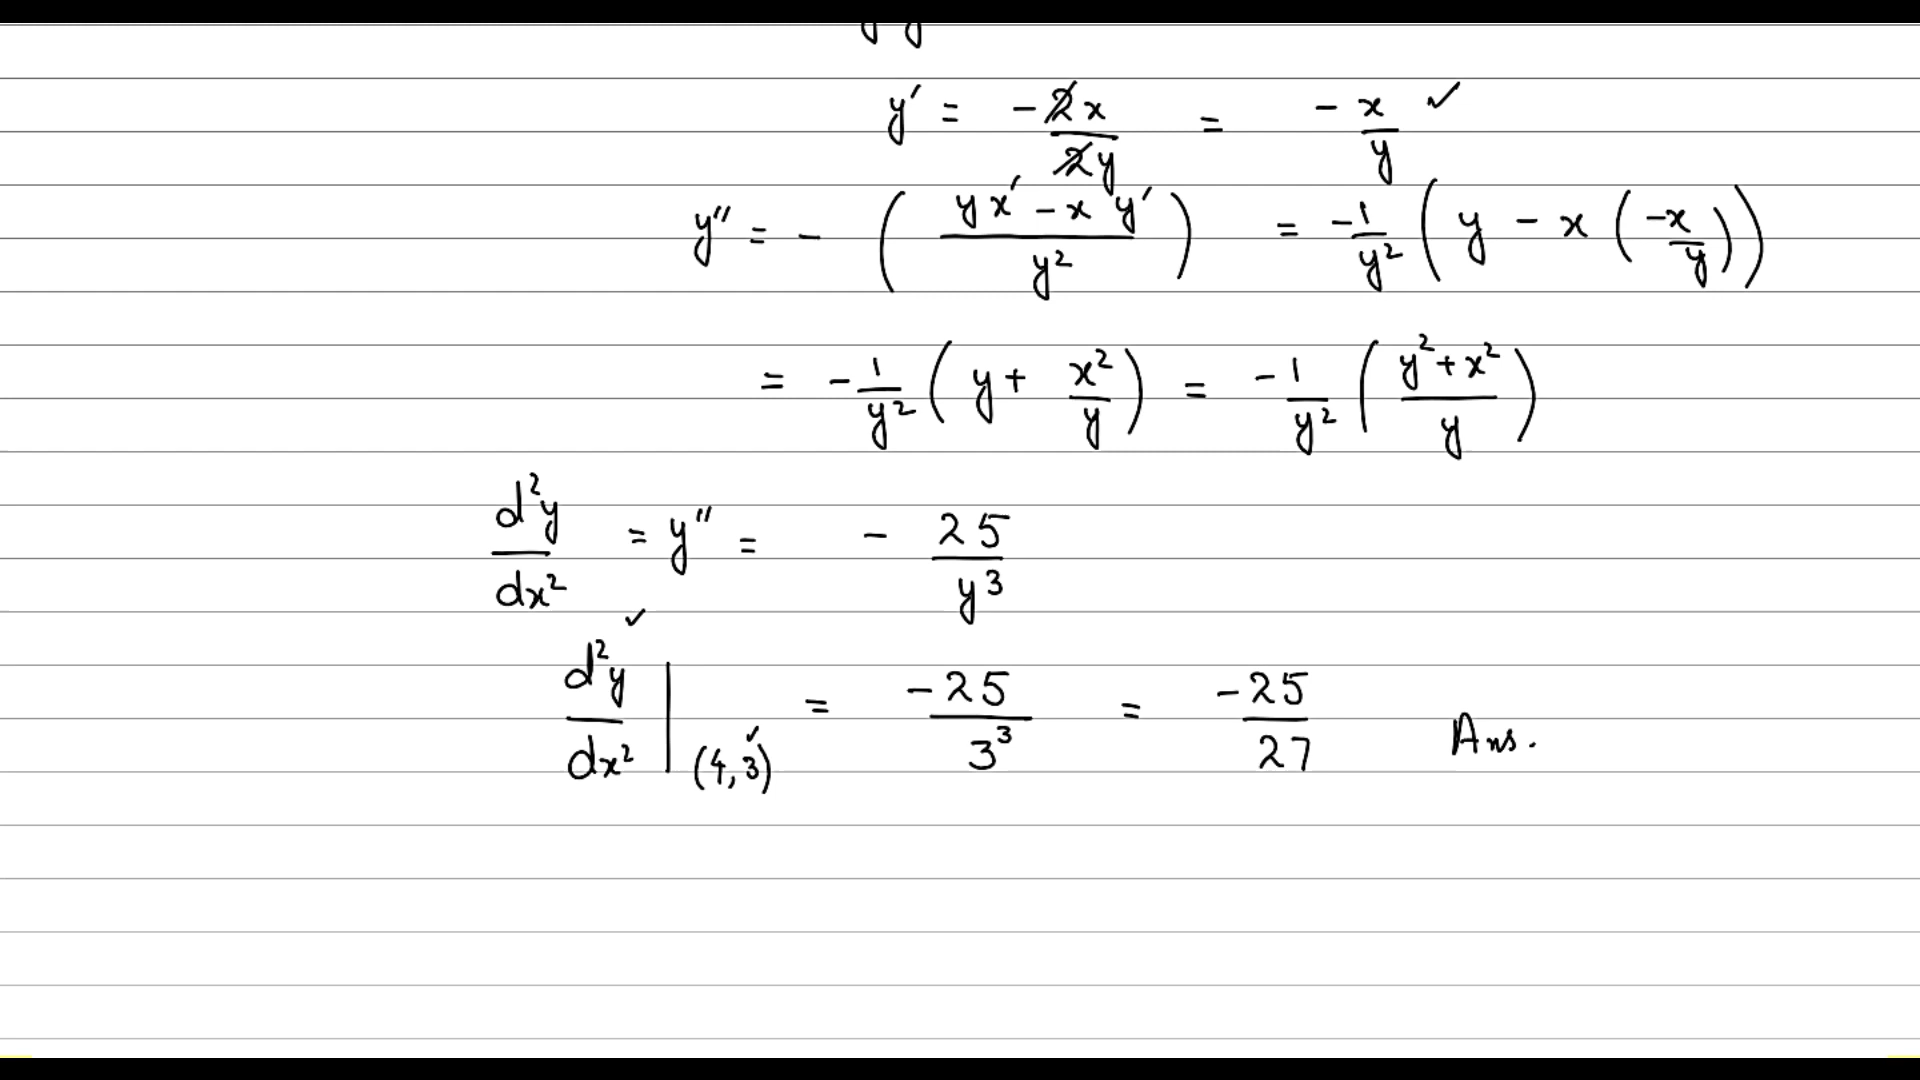 y' = -2x/2y = -x/y ✓
y'' = -((yx' - xy')/y²) = -1/y² (y - x(-x/y))
= -1/y² (y + x²/y) = -1/y² ((y² + x²)/y)
d²y/dx² = y'' = -25/y³
✓
d²y/dx² |(4,3) = -25/3³ = -25/27 Ans.